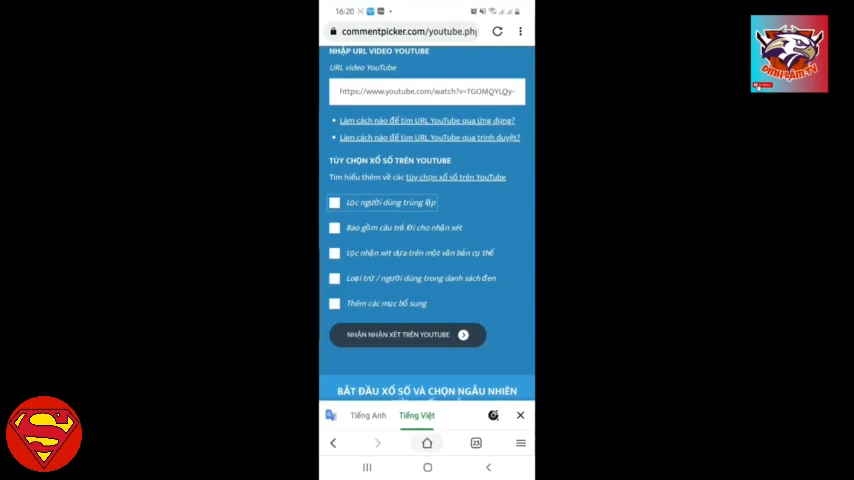 16:20
commentpicker.com/youtube.php
NHẬP URL VIDEO YOUTUBE
URL video YouTube
https://www.youtube.com/watch?v=TGOMQYLQy-
Làm cách nào để tìm URL YouTube qua ứng dụng?
Làm cách nào để tìm URL YouTube qua trình duyệt?
TÙY CHỌN XỔ SỐ TRÊN YOUTUBE
Tìm hiểu thêm về các tùy chọn xổ số trên YouTube
Lọc người dùng trùng lặp
Bao gồm câu trả lời cho nhận xét
Lọc nhận xét dựa trên một văn bản cụ thể
Loại trừ / người dùng trong danh sách đen
Thêm các mục bổ sung
NHẬN NHẬN XÉT TRÊN YOUTUBE
BẮT ĐẦU XỔ SỐ VÀ CHỌN NGẪU NHIÊN
Tiếng Anh Tiếng Việt
23
ĐINH LÂM.TV
S